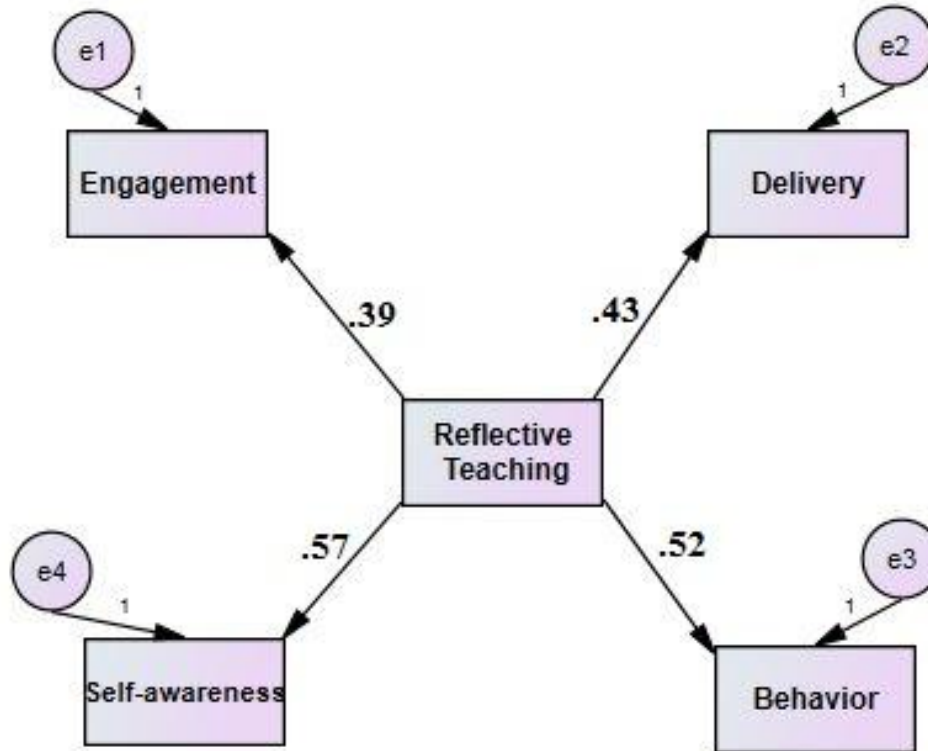 e1
e2
1
1
Engagement
Delivery
.39
.43
Reflective
Teaching
.57
.52
e4
e3
1
1
Self-awareness
Behavior